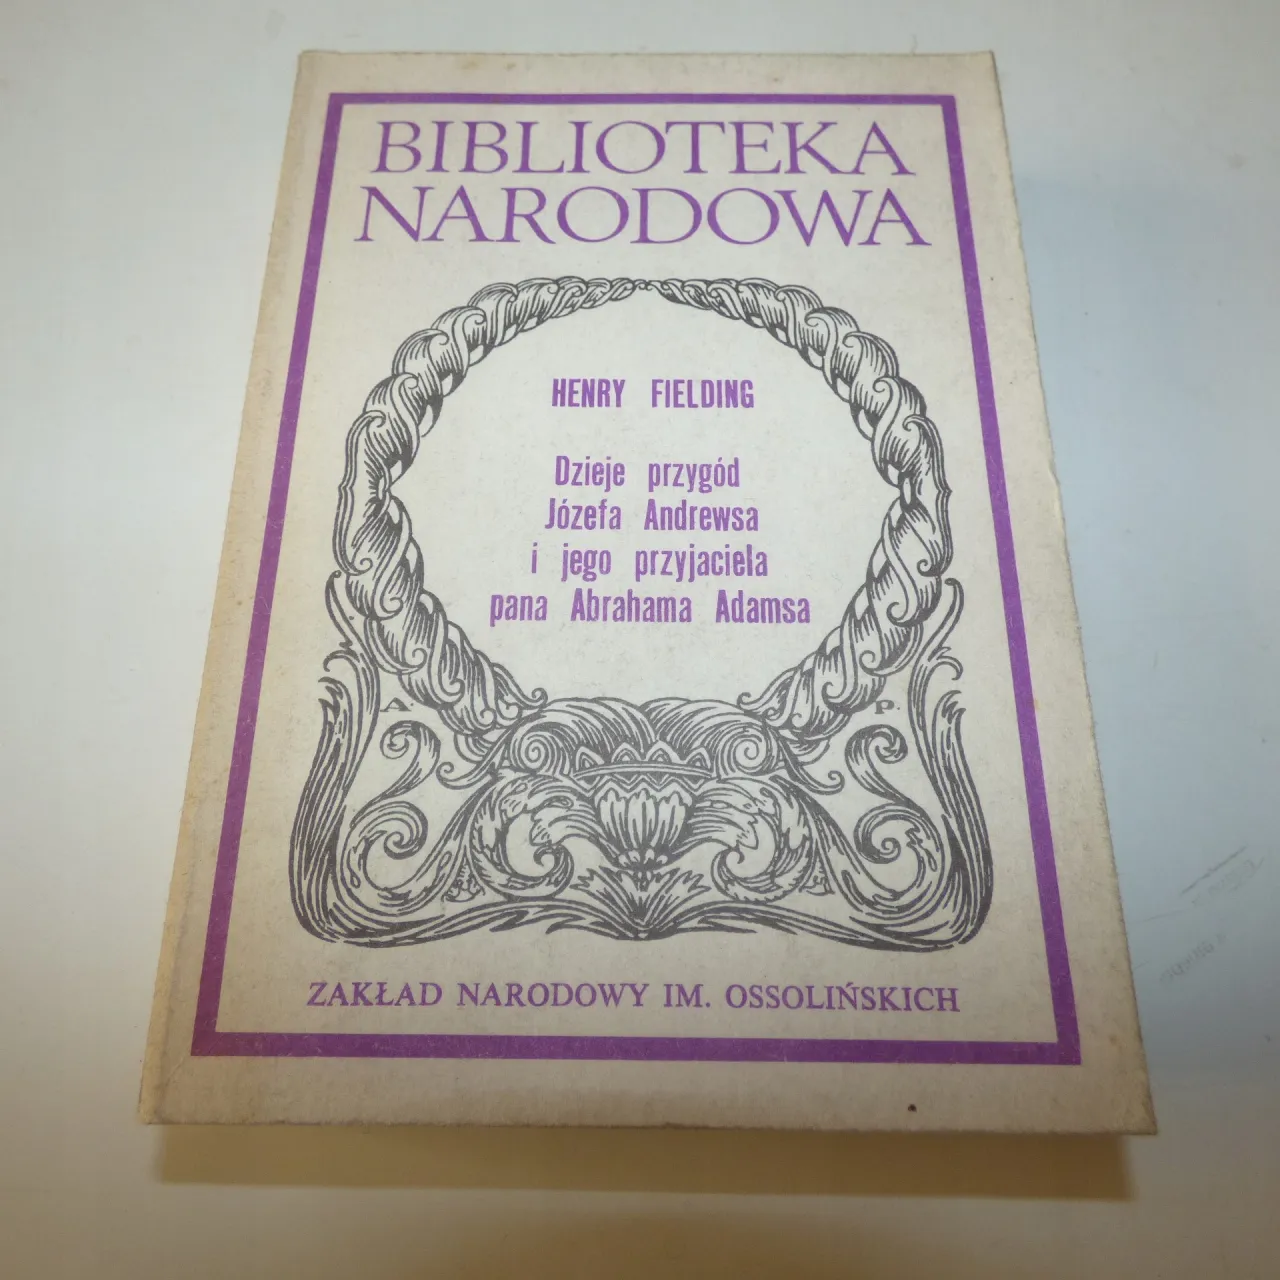 BIBLIOTEKA
NARODOWA
HENRY FIELDING
Dzieje przygód
Józefa Andrewsa
i jego przyjaciela
pana Abrahama Adamsa
A. P.
ZAKŁAD NARODOWY IM. OSSOLIŃSKICH